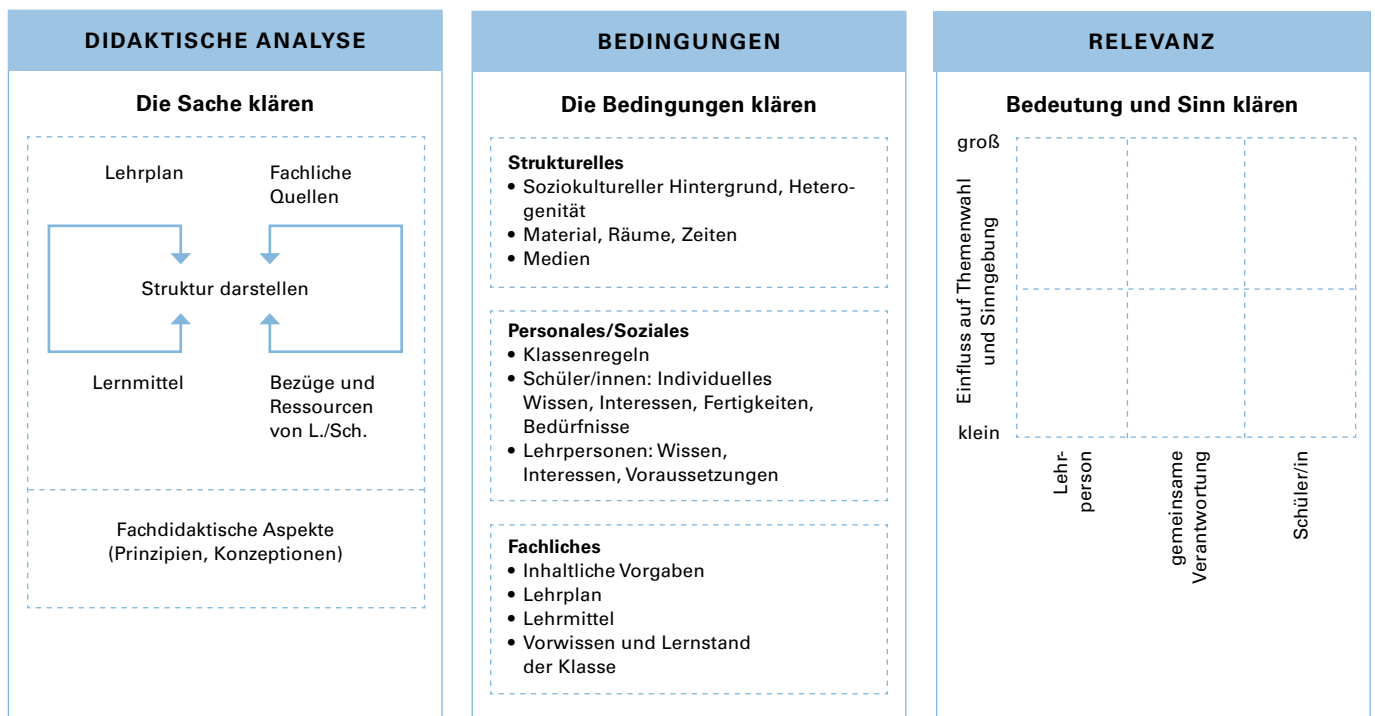 DIDAKTISCHE ANALYSE
Die Sache klären
Lehrplan
Fachliche
Quellen
Struktur darstellen
Lernmittel
Bezüge und
Ressourcen
von L./Sch.
Fachdidaktische Aspekte
(Prinzipien, Konzeptionen)
BEDINGUNGEN
Die Bedingungen klären
Strukturelles
• Soziokultureller Hintergrund, Hetero-
genität
• Material, Räume, Zeiten
• Medien
Personales/Soziales
• Klassenregeln
• Schüler/innen: Individuelles
Wissen, Interessen, Fertigkeiten,
Bedürfnisse
• Lehrpersonen: Wissen,
Interessen, Voraussetzungen
Fachliches
• Inhaltliche Vorgaben
• Lehrplan
• Lehrmittel
• Vorwissen und Lernstand
der Klasse
RELEVANZ
Bedeutung und Sinn klären
groß
Einfluss auf Themenwahl
und Sinngebung
klein
Lehr-
person
gemeinsame
Verantwortung
Schüler/in